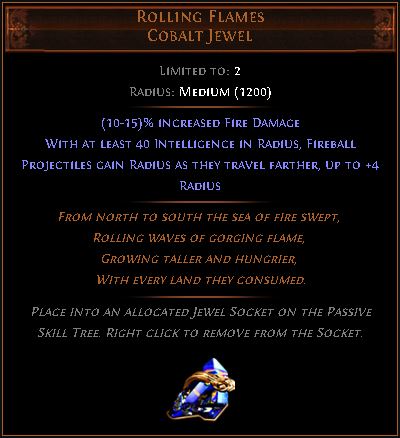 Rolling Flames
Cobalt Jewel
Limited to: 2
Radius: Medium (1200)
(10-15)% increased Fire Damage
With at least 40 Intelligence in Radius, Fireball
Projectiles gain Radius as they travel farther, up to +4
Radius
From north to south the sea of fire swept,
Rolling waves of gorging flame,
Growing taller and hungrier,
With every land they consumed.
Place into an allocated Jewel Socket on the Passive
Skill Tree. Right click to remove from the Socket.